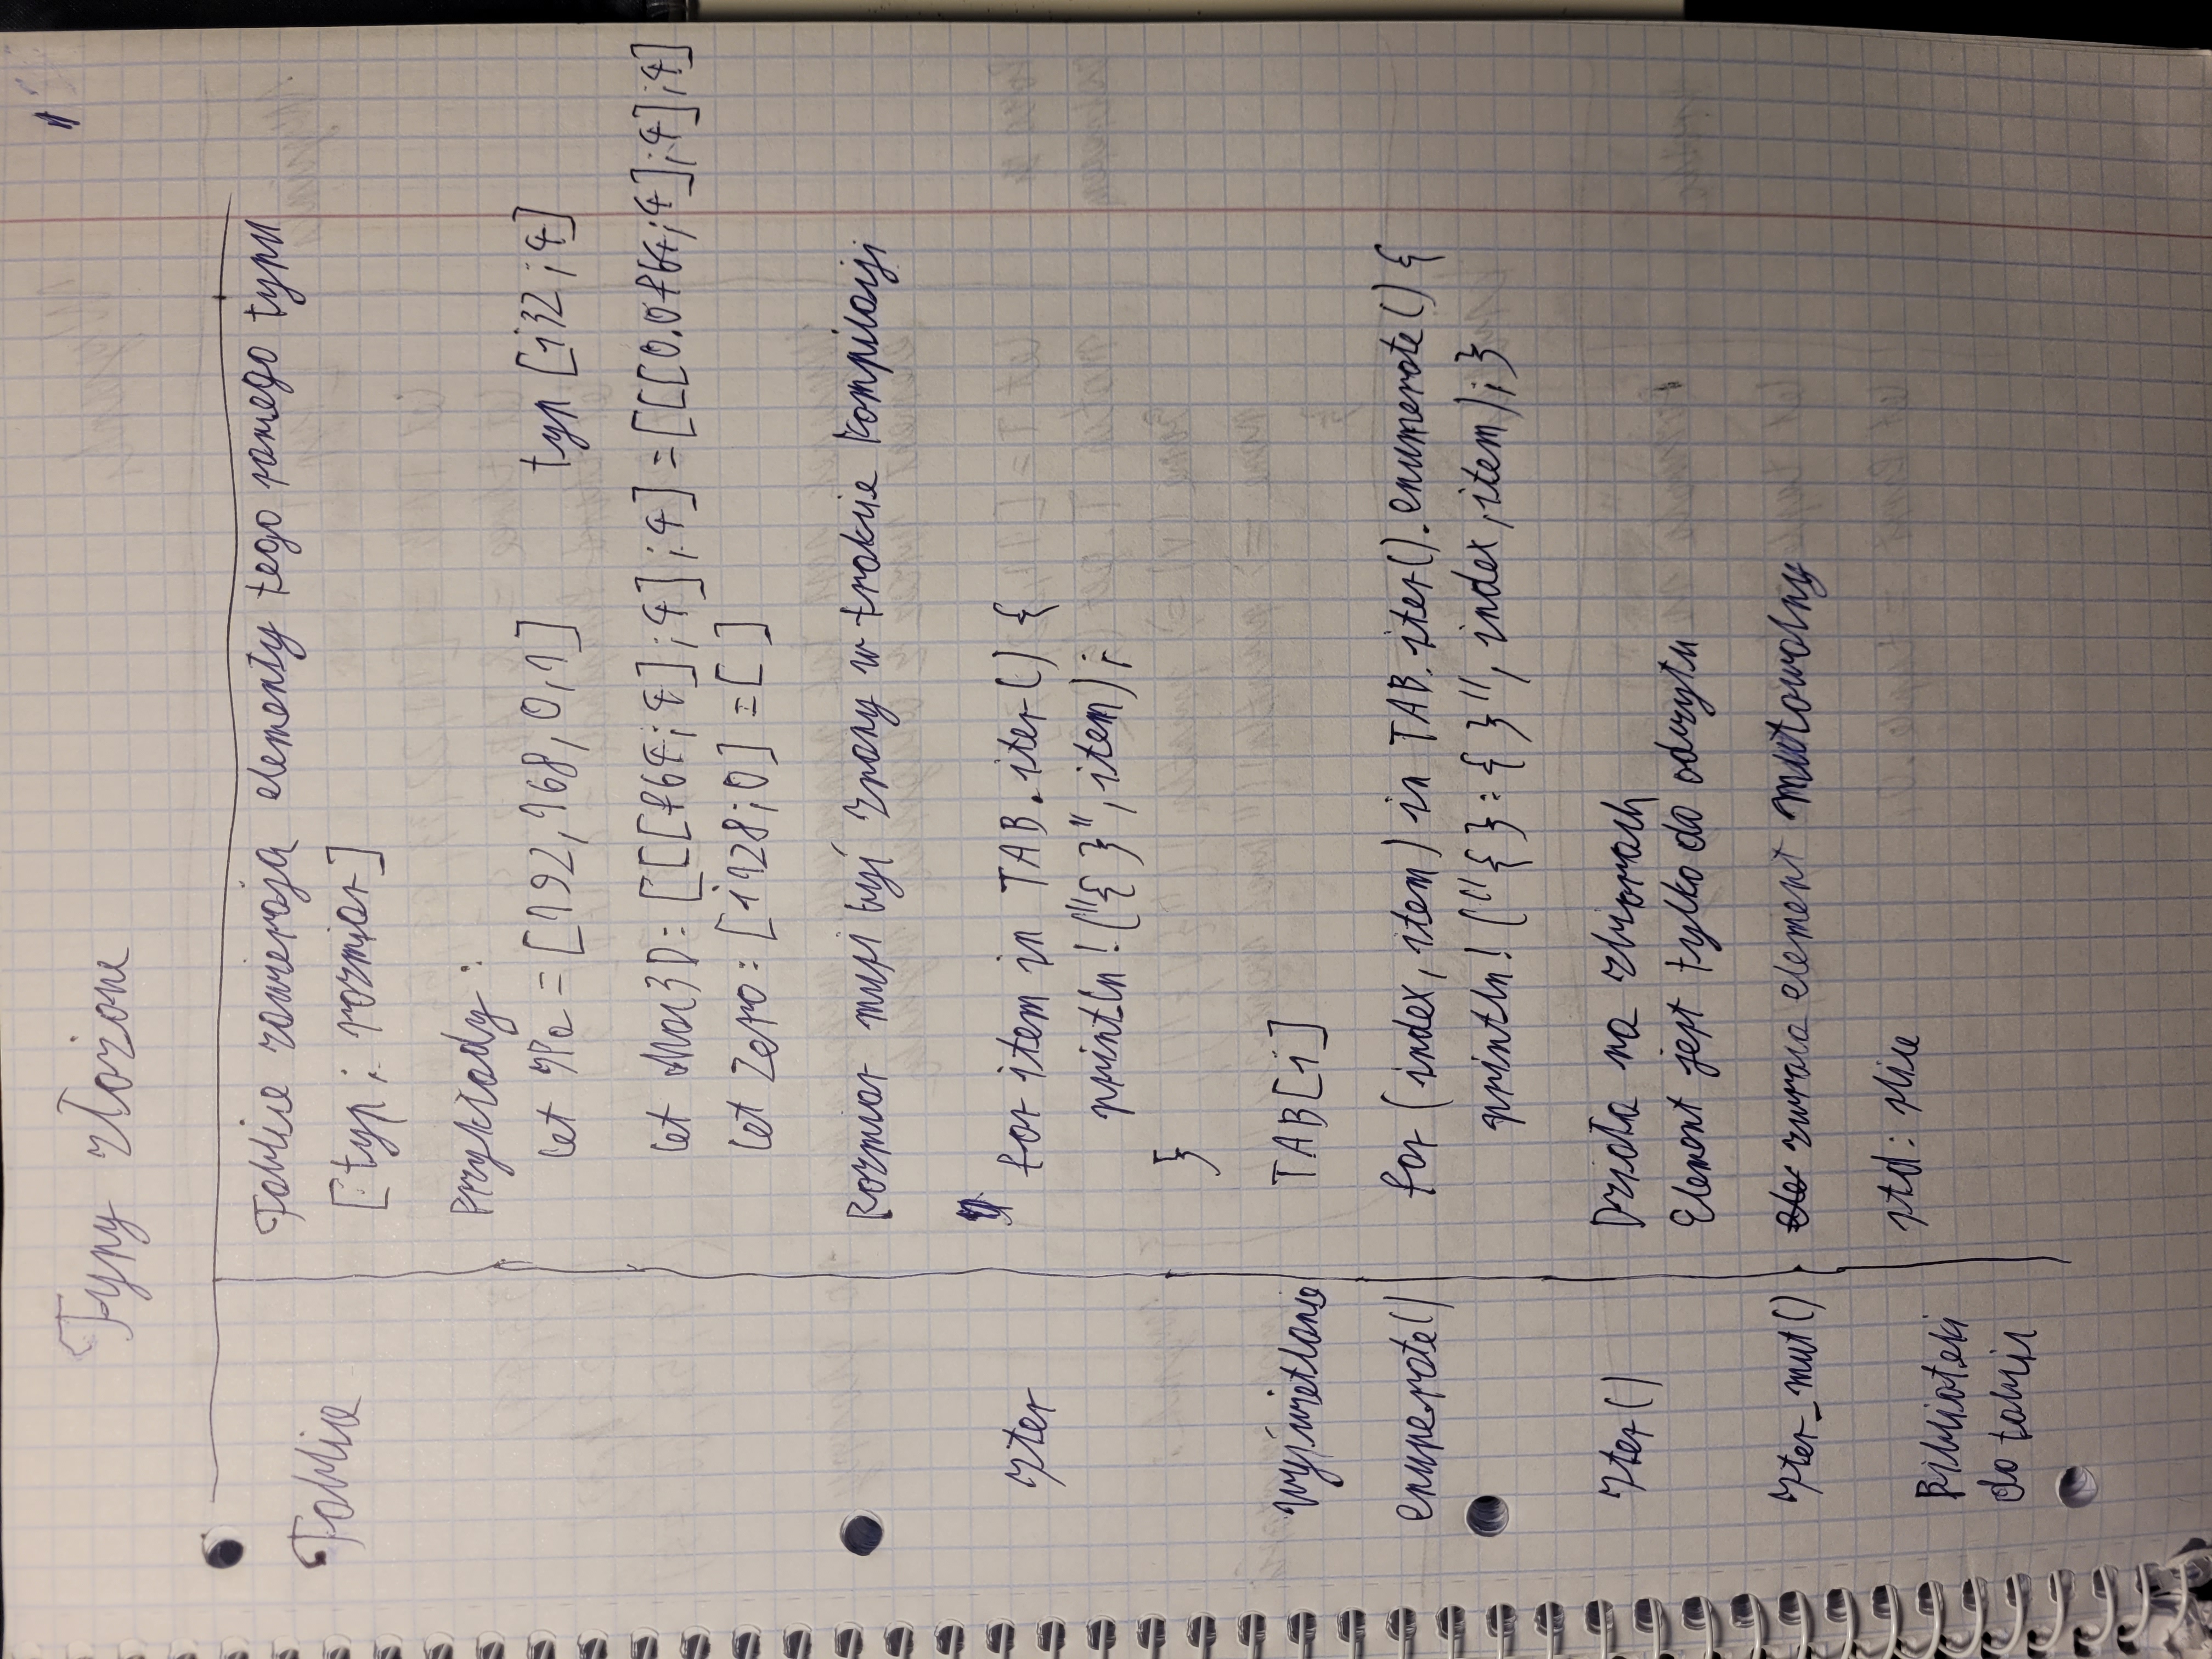 1
Typy złożone
Tablica
Tablice zawierają elementy tego samego typu
[typ; rozmiar]
Przykłady:
let IPa = [192, 168, 0, 1] typ [i32; 4]
let Mac3D: [[[f64; 4]; 4]; 4] = [[[0.0f64; 4]; 4]; 4]
let Zero: [i128; 0] = [ ]
Rozmiar musi być znany w trakcie kompilacji
Iter
for item in TAB.iter() {
println!("{ }", item);
}
Wyświetlanie TAB[i]
enumerate() for (index, item) in TAB.iter().enumerate() {
println! ("{ }: { }", index, item); }
Iter() Działa na zbiorach
Element jest tylko do odczytu
Iter_mut() zwraca element mutowalny
std: slice
Biblioteki
do tablic